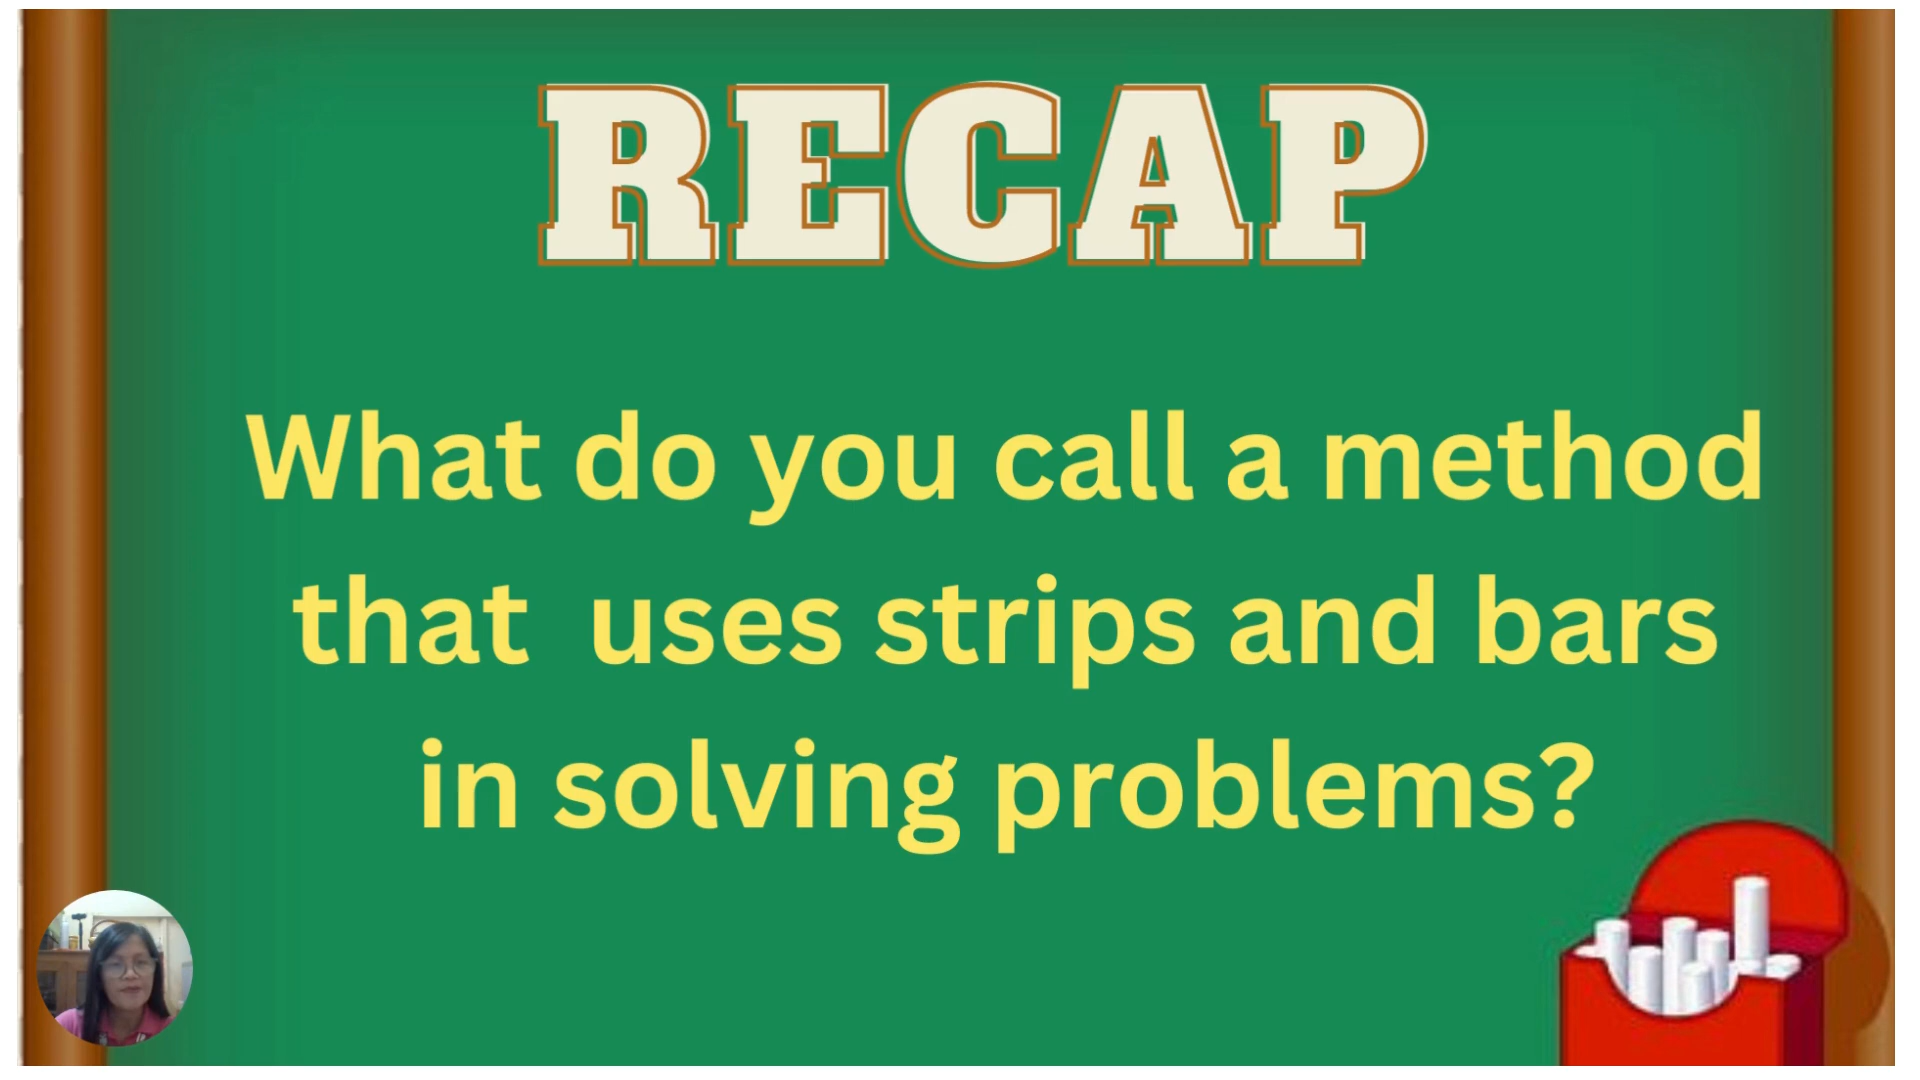 RECAP
What do you call a method
that uses strips and bars
in solving problems?